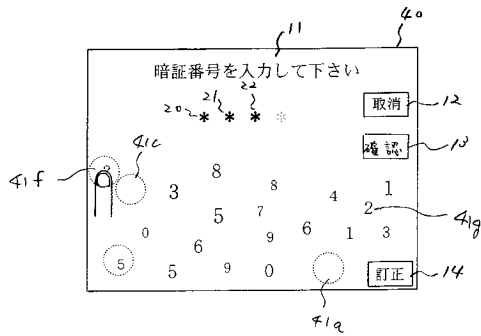 11
40
暗証番号を入力して下さい
20 * 21 * 22 * *
取消 12
確認 13
41f 41c
3 8 8 4 1
5 7 2 41g
0 6 9 6 1 3
5 5 9 0
訂正 14
41a